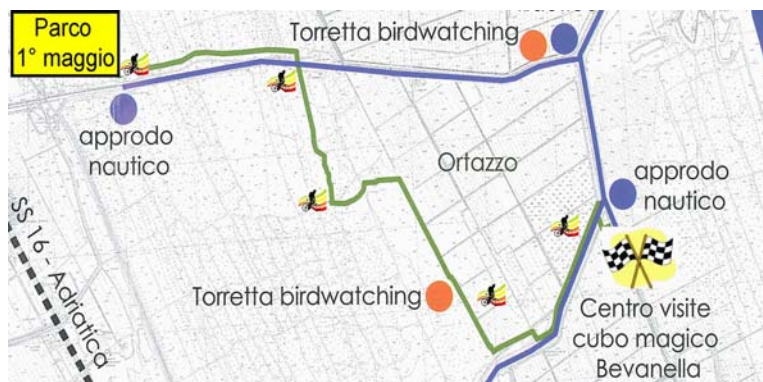 Parco
1° maggio
Torretta birdwatching
approdo
nautico
Ortazzo
approdo
nautico
SS 16 - Adriatica
Torretta birdwatching
Centro visite
cubo magico
Bevanella